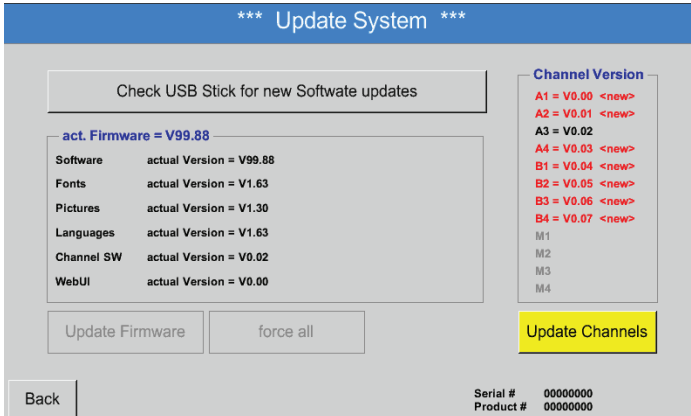 *** Update System ***
Check USB Stick for new Softwate updates
act. Firmware = V99.88
Software actual Version = V99.88
Fonts actual Version = V1.63
Pictures actual Version = V1.30
Languages actual Version = V1.63
Channel SW actual Version = V0.02
WebUI actual Version = V0.00
Update Firmware
force all
Channel Version
A1 = V0.00 <new>
A2 = V0.01 <new>
A3 = V0.02
A4 = V0.03 <new>
B1 = V0.04 <new>
B2 = V0.05 <new>
B3 = V0.06 <new>
B4 = V0.07 <new>
M1
M2
M3
M4
Update Channels
Back
Serial # 00000000
Product # 00000000